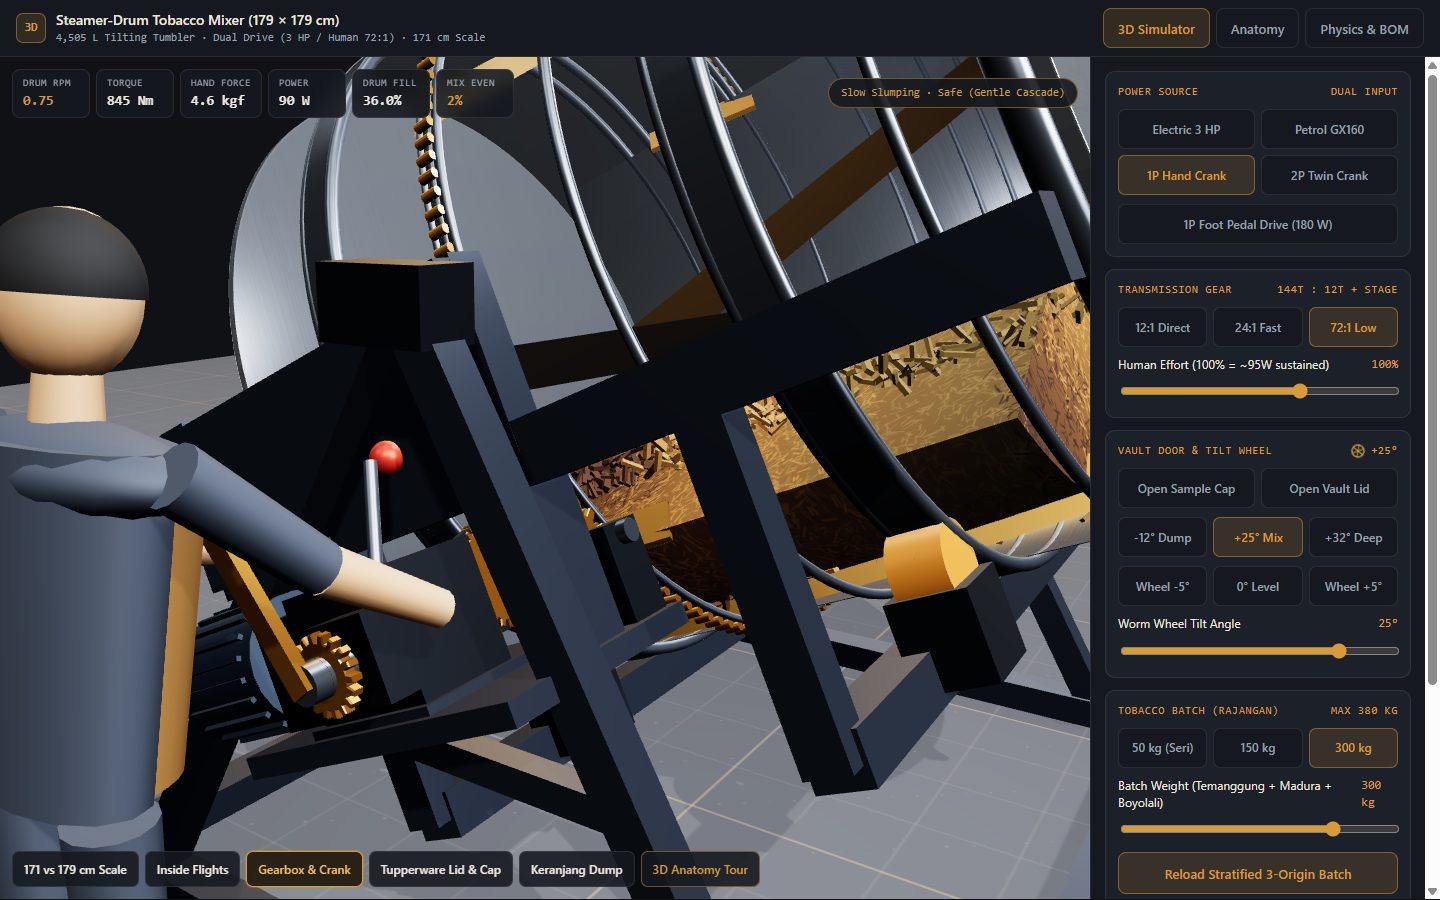 3D
Steamer-Drum Tobacco Mixer (179 × 179 cm)
4,505 L Tilting Tumbler · Dual Drive (3 HP / Human 72:1) · 171 cm Scale
3D Simulator
Anatomy
Physics & BOM
DRUM RPM
0.75
TORQUE
845 Nm
HAND FORCE
4.6 kgf
POWER
90 W
DRUM FILL
36.0%
MIX EVEN
2%
Slow Slumping · Safe (Gentle Cascade)
POWER SOURCE
DUAL INPUT
Electric 3 HP
Petrol GX160
1P Hand Crank
2P Twin Crank
1P Foot Pedal Drive (180 W)
TRANSMISSION GEAR
144T : 12T + STAGE
12:1 Direct
24:1 Fast
72:1 Low
Human Effort (100% = ~95W sustained)
100%
VAULT DOOR & TILT WHEEL
+25°
Open Sample Cap
Open Vault Lid
-12° Dump
+25° Mix
+32° Deep
Wheel -5°
0° Level
Wheel +5°
Worm Wheel Tilt Angle
25°
TOBACCO BATCH (RAJANGAN)
MAX 380 KG
50 kg (Seri)
150 kg
300 kg
Batch Weight (Temanggung + Madura +
Boyolali)
300
kg
Reload Stratified 3-Origin Batch
171 vs 179 cm Scale
Inside Flights
Gearbox & Crank
Tupperware Lid & Cap
Keranjang Dump
3D Anatomy Tour